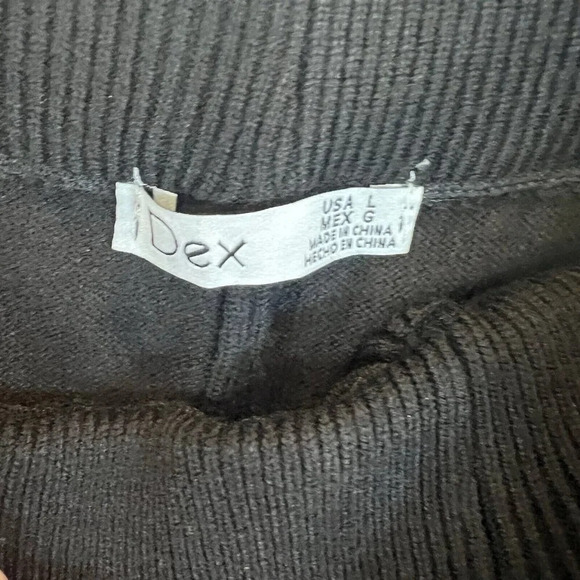 Dex
USA L
MEX G
MADE IN CHINA
HECHO EN CHINA